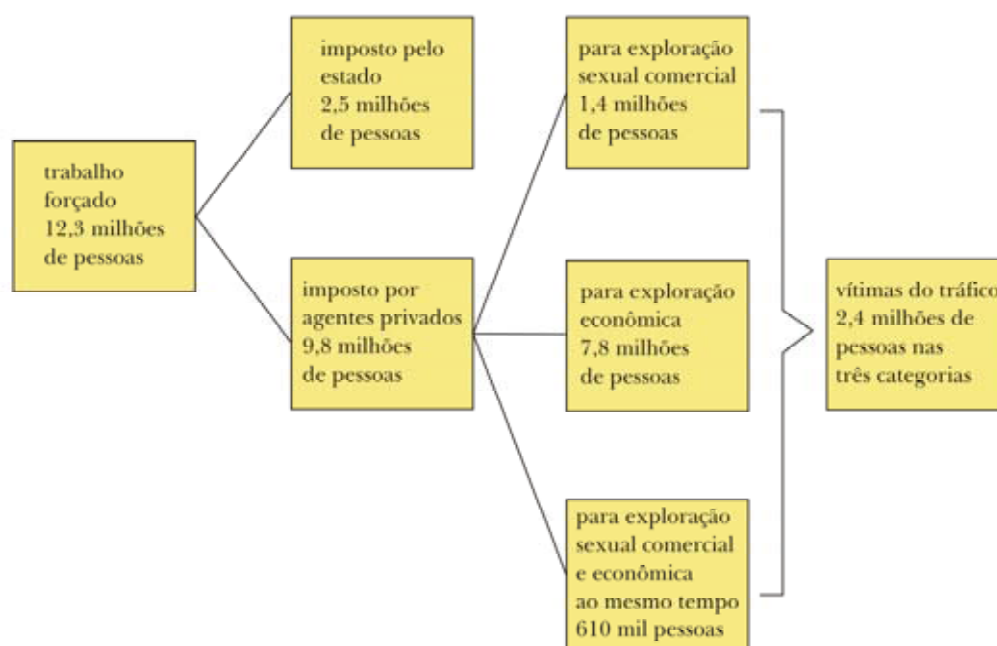 trabalho
forçado
12,3 milhões
de pessoas
imposto pelo
estado
2,5 milhões
de pessoas
imposto por
agentes privados
9,8 milhões
de pessoas
para exploração
sexual comercial
1,4 milhões
de pessoas
para exploração
econômica
7,8 milhões
de pessoas
para exploração
sexual comercial
e econômica
ao mesmo tempo
610 mil pessoas
vítimas do tráfico
2,4 milhões de
pessoas nas
três categorias